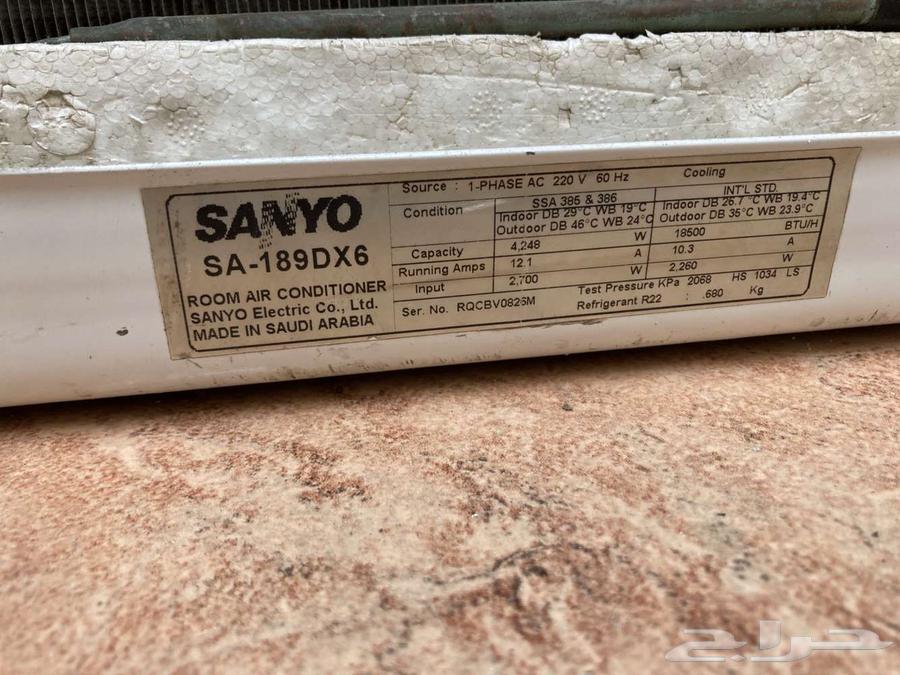 SANYO
SA-189DX6
ROOM AIR CONDITIONER
SANYO Electric Co., Ltd.
MADE IN SAUDI ARABIA
Source : 1-PHASE AC 220 V 60 Hz Cooling
Condition SSA 385 & 386 INT'L STD.
Indoor DB 29°C WB 19°C Indoor DB 26.7 °C WB 19.4°C
Outdoor DB 46°C WB 24°C Outdoor DB 35°C WB 23.9°C
Capacity 4,248 W 18500 BTU/H
Running Amps 12.1 A 10.3 A
Input 2,700 W 2,260 W
Ser. No. RQCBV0826M Test Pressure KPa 2068 HS 1034 LS
Refrigerant R22 : .680 Kg
حراج